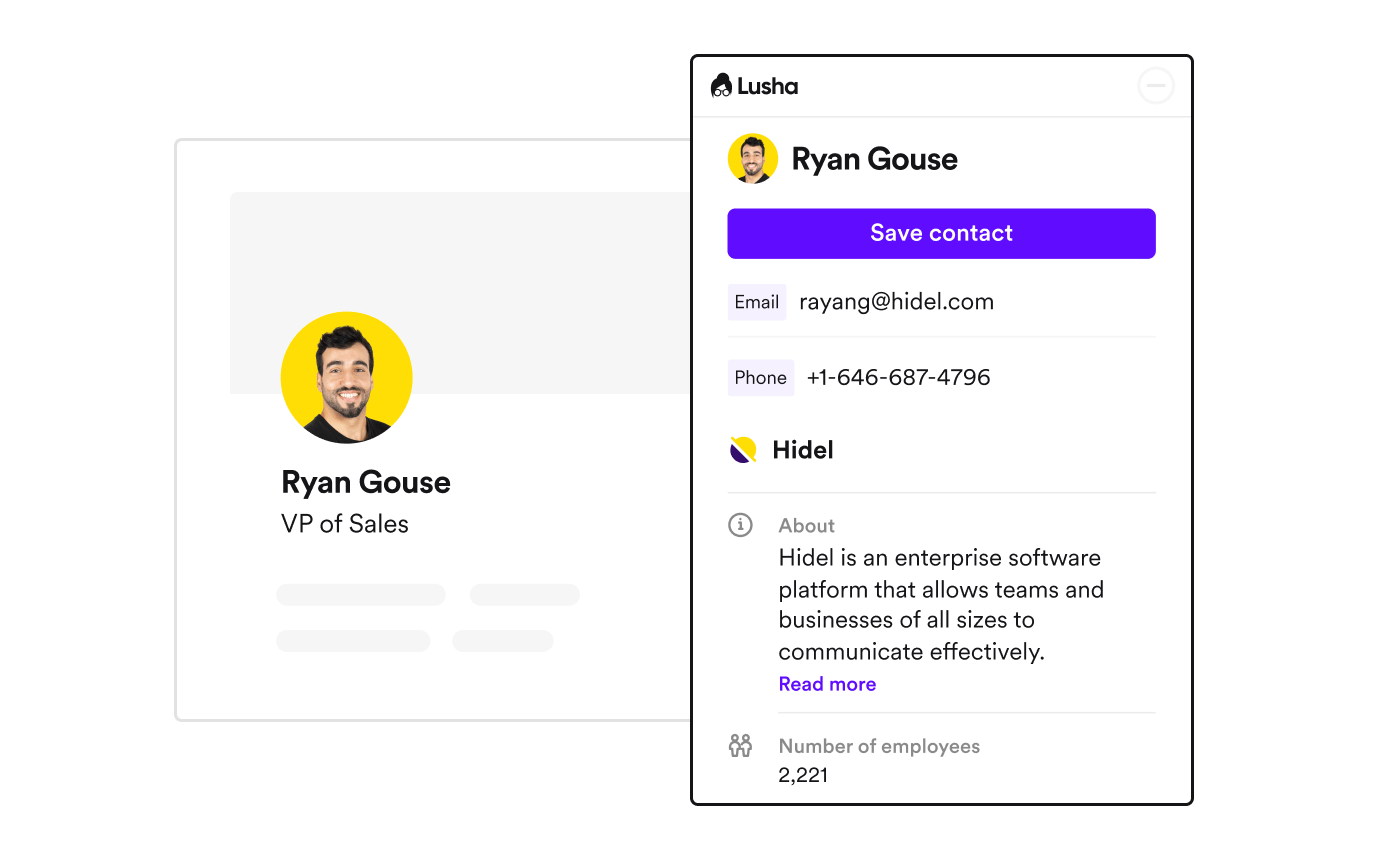 Ryan Gouse
VP of Sales
Lusha
Ryan Gouse
Save contact
Email rayang@hidel.com
Phone +1-646-687-4796
Hidel
About
Hidel is an enterprise software
platform that allows teams and
businesses of all sizes to
communicate effectively.
Read more
Number of employees
2,221